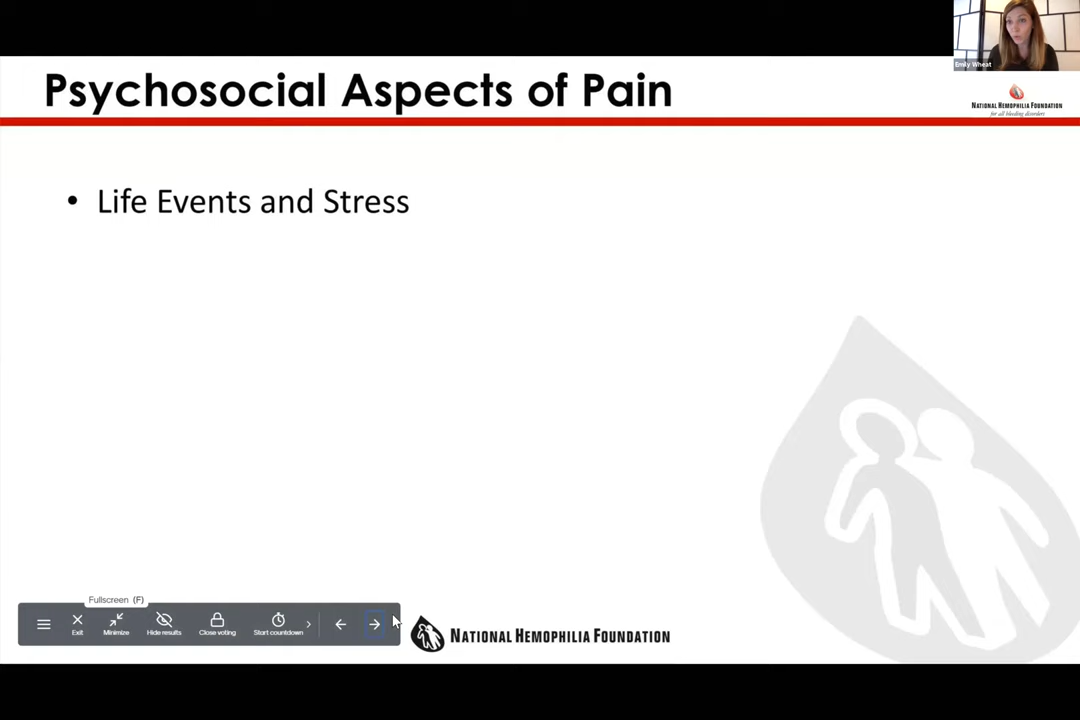 Emily Wheat
Psychosocial Aspects of Pain
NATIONAL HEMOPHILIA FOUNDATION
for all bleeding disorders
• Life Events and Stress
Fullscreen (F)
Exit
Minimize
Hide results
Close voting
Start countdown
NATIONAL HEMOPHILIA FOUNDATION